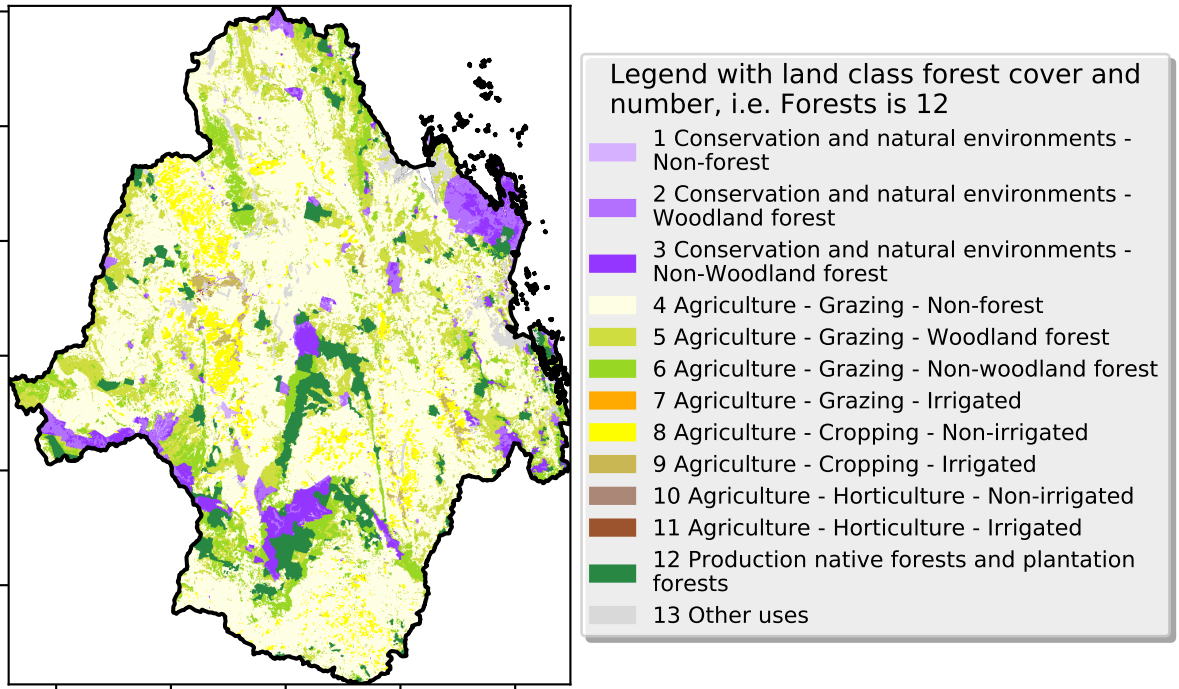 Legend with land class forest cover and
number, i.e. Forests is 12
1 Conservation and natural environments -
Non-forest
2 Conservation and natural environments -
Woodland forest
3 Conservation and natural environments -
Non-Woodland forest
4 Agriculture - Grazing - Non-forest
5 Agriculture - Grazing - Woodland forest
6 Agriculture - Grazing - Non-woodland forest
7 Agriculture - Grazing - Irrigated
8 Agriculture - Cropping - Non-irrigated
9 Agriculture - Cropping - Irrigated
10 Agriculture - Horticulture - Non-irrigated
11 Agriculture - Horticulture - Irrigated
12 Production native forests and plantation
forests
13 Other uses